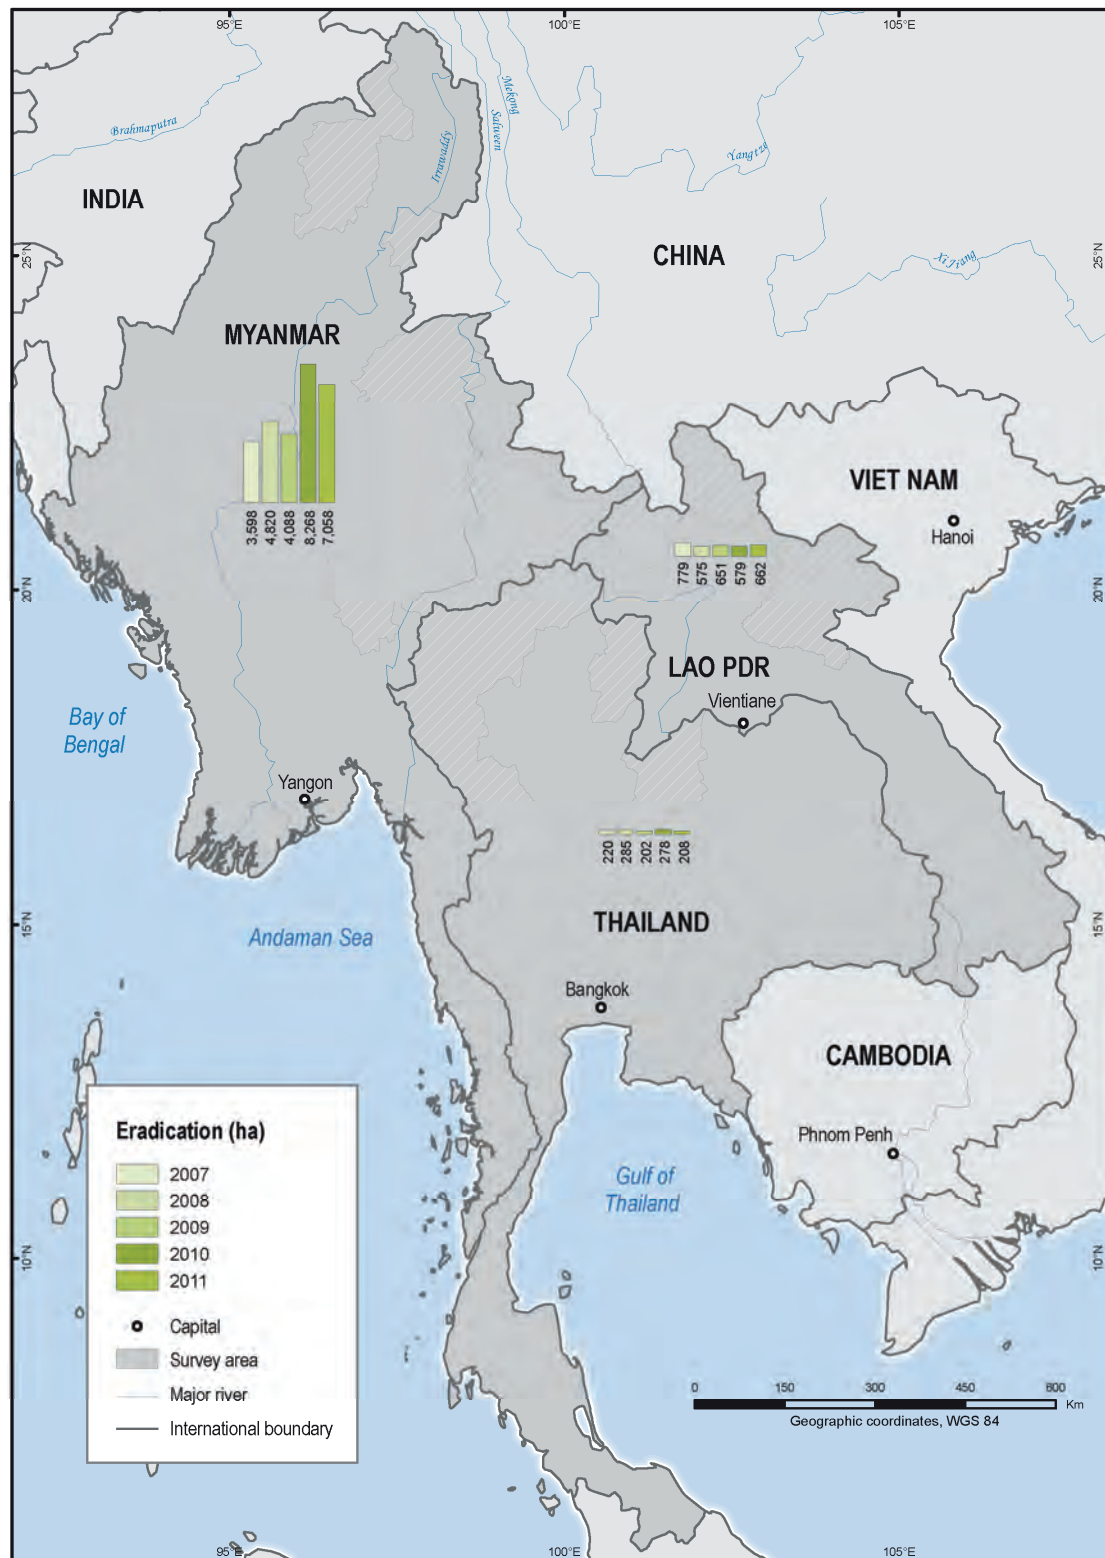 95°E
100°E
105°E
Brahmaputra
Irrawaddy
Salween
Mekong
Yangtze
Xi Jiang
INDIA
CHINA
25°N
25°N
MYANMAR
3,598
4,820
4,088
8,268
7,058
VIET NAM
Hanoi
779
575
651
579
662
20°N
20°N
LAO PDR
Vientiane
Bay of
Bengal
Yangon
220
285
202
278
208
THAILAND
15°N
15°N
Andaman Sea
Bangkok
CAMBODIA
Phnom Penh
Gulf of
Thailand
10°N
10°N
Eradication (ha)
2007
2008
2009
2010
2011
Capital
Survey area
Major river
International boundary
0 150 300 450 600
Km
Geographic coordinates, WGS 84
95°E
100°E
105°E